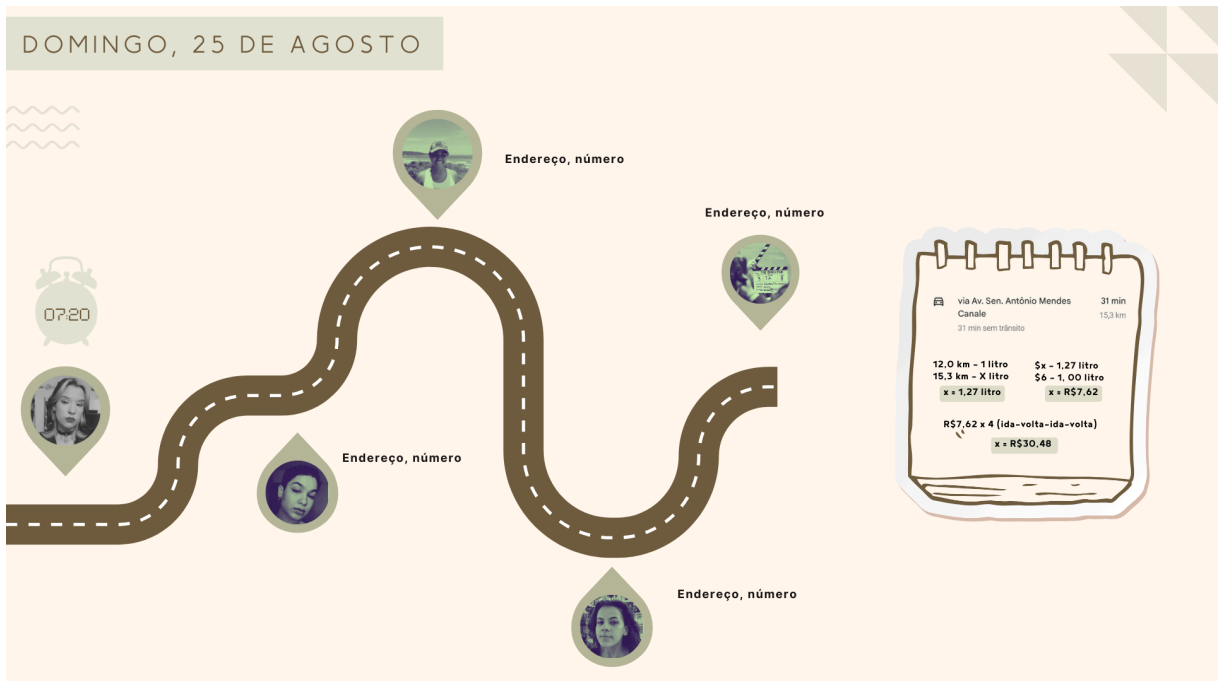 DOMINGO, 25 DE AGOSTO
Endereço, número
Endereço, número
07:20
Endereço, número
Endereço, número
via Av. Sen. Antônio Mendes
Canale
31 min
15,3 km
31 min sem trânsito
12,0 km - 1 litro
15,3 km - X litro
x = 1,27 litro
$x - 1,27 litro
$6 - 1, 00 litro
x = R$7,62
R$7,62 x 4 (ida-volta-ida-volta)
x = R$30,48